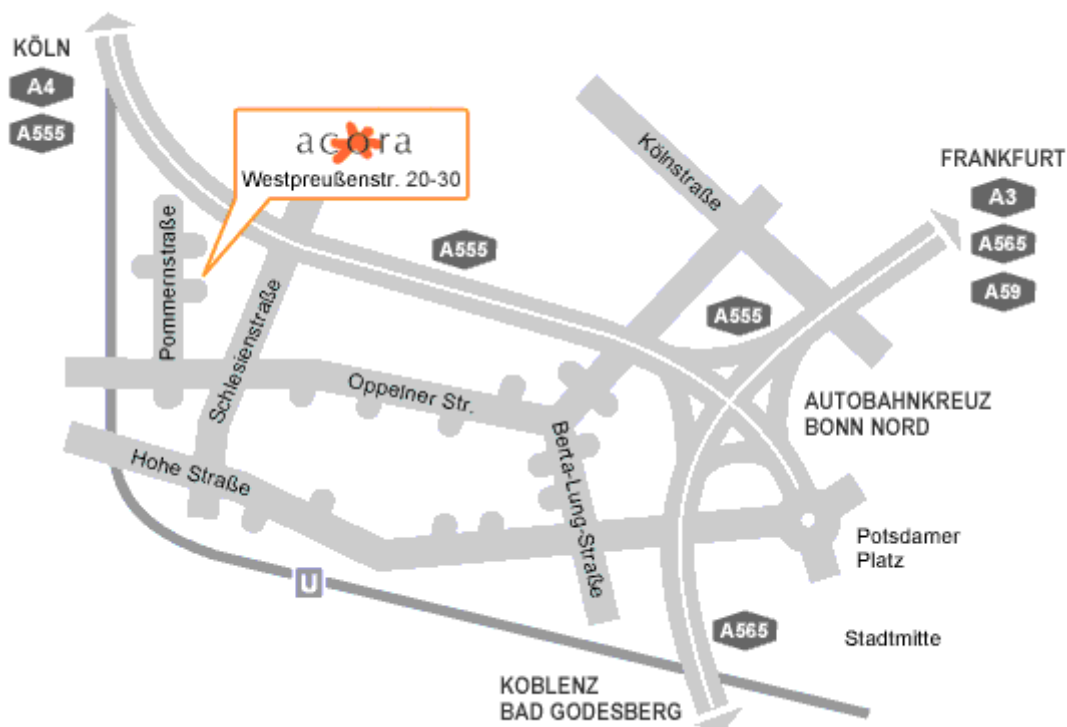 KÖLN
A4
A555
acora
Westpreußenstr. 20-30
Kölnstraße
FRANKFURT
A3
A565
A59
A555
A555
Pommernstraße
Schlesienstraße
Oppelner Str.
Berta-Lung-Straße
Hohe Straße
AUTOBAHNKREUZ
BONN NORD
Potsdamer
Platz
U
A565
Stadtmitte
KOBLENZ
BAD GODESBERG